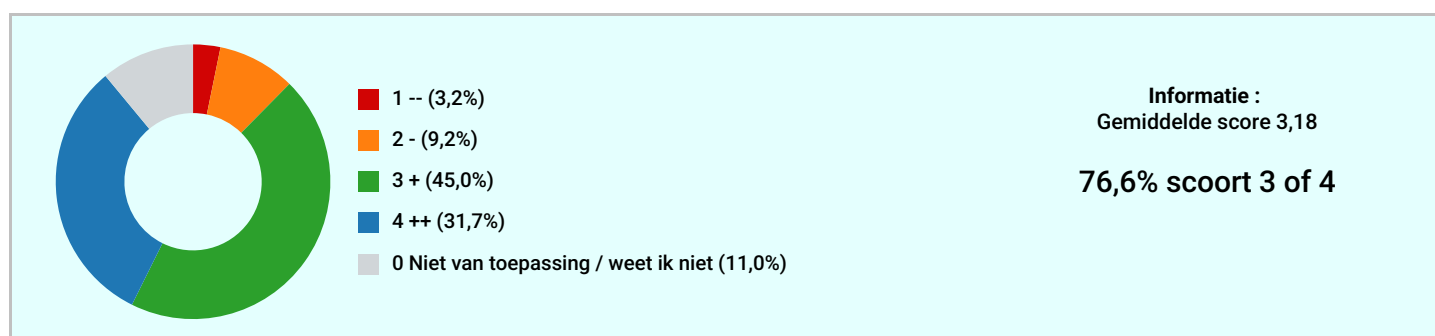 1 -- (3,2%)
2 - (9,2%)
3 + (45,0%)
4 ++ (31,7%)
0 Niet van toepassing / weet ik niet (11,0%)
Informatie :
Gemiddelde score 3,18
76,6% scoort 3 of 4